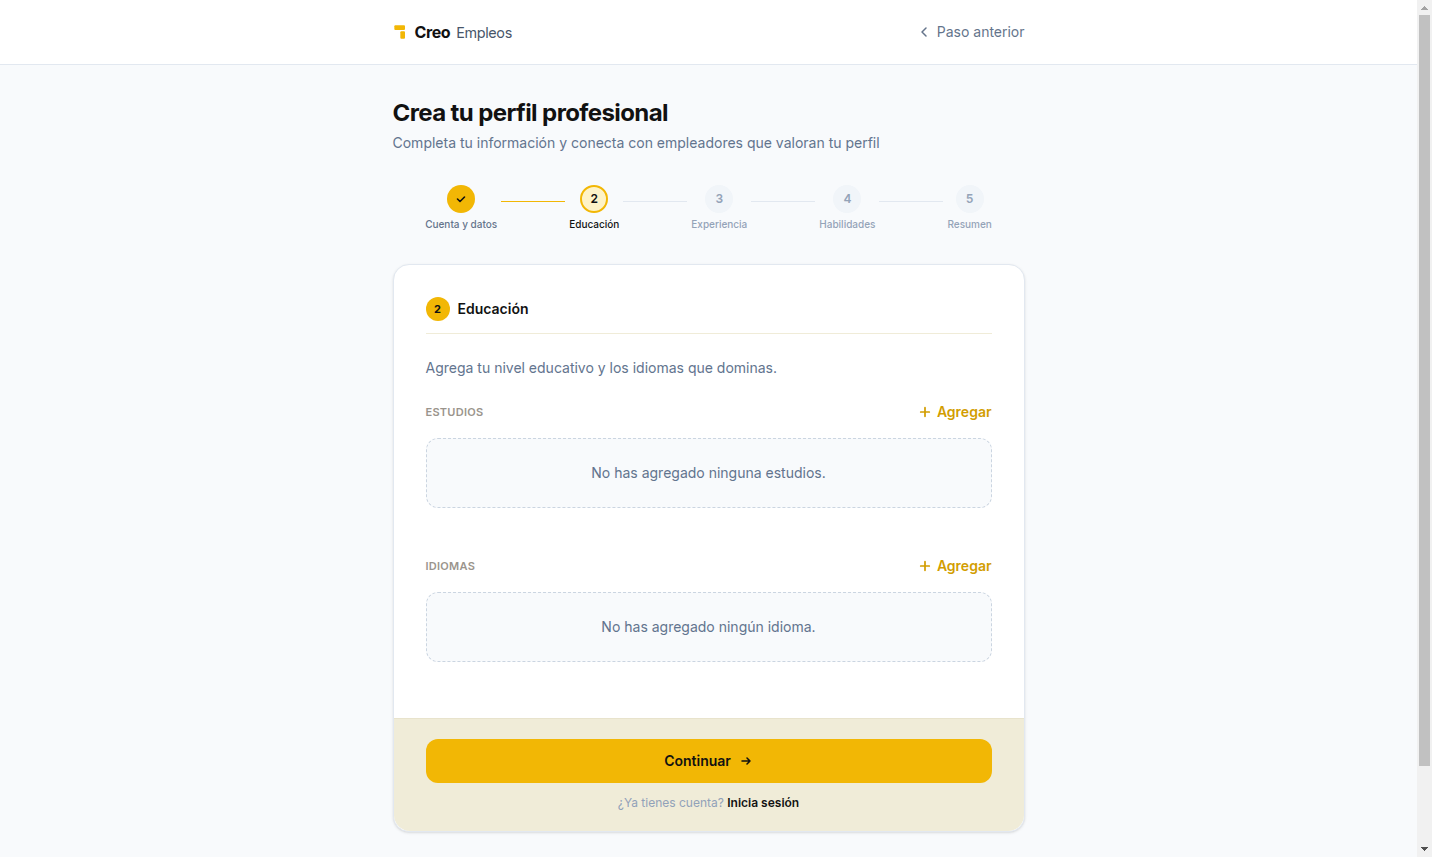 Creo Empleos
Paso anterior
Crea tu perfil profesional
Completa tu información y conecta con empleadores que valoran tu perfil
2 3 4 5
Cuenta y datos Educación Experiencia Habilidades Resumen
2 Educación
Agrega tu nivel educativo y los idiomas que dominas.
ESTUDIOS + Agregar
No has agregado ninguna estudios.
IDIOMAS + Agregar
No has agregado ningún idioma.
Continuar →
¿Ya tienes cuenta? Inicia sesión